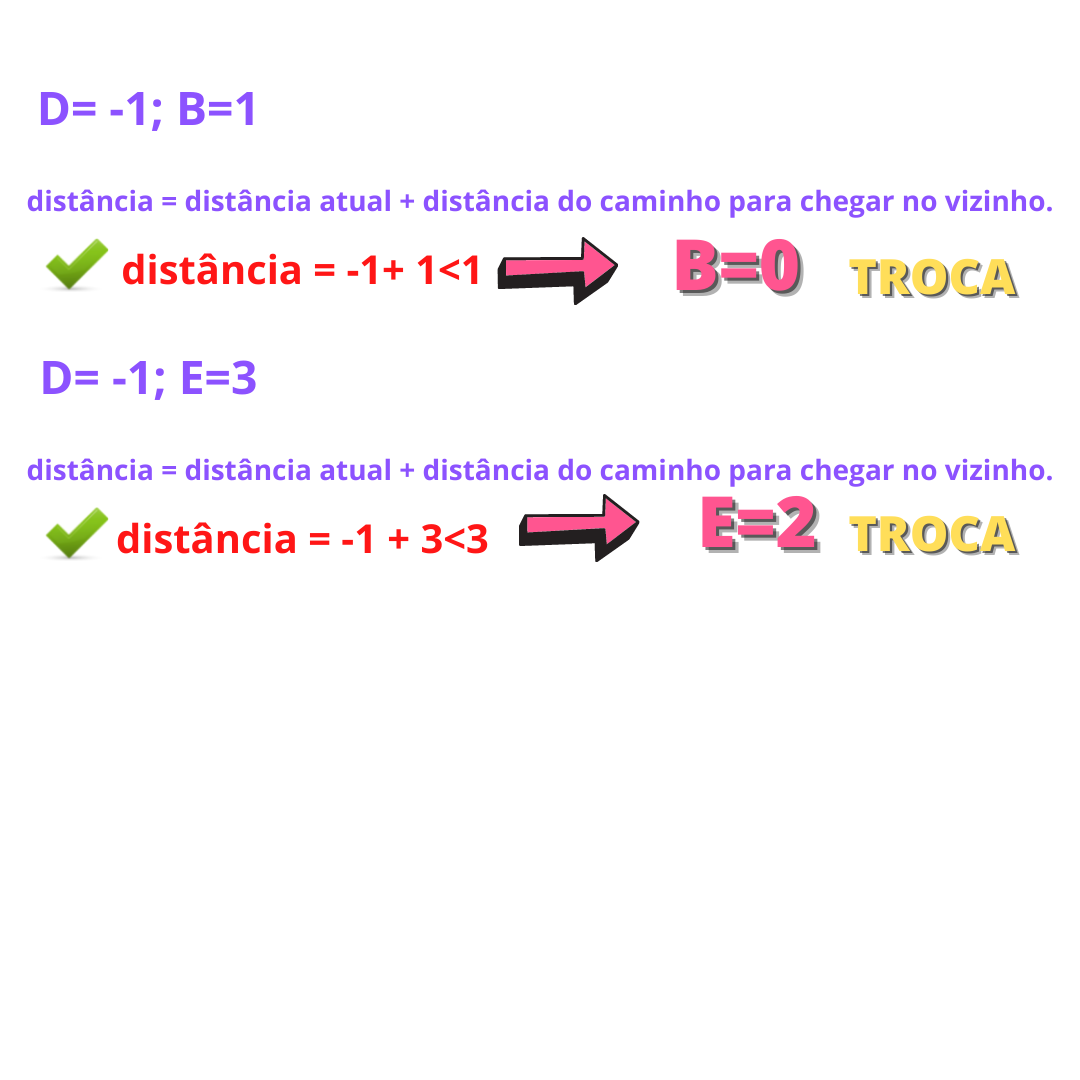 D= -1; B=1
distância = distância atual + distância do caminho para chegar no vizinho.
distância = -1+ 1<1 B=0 TROCA
D= -1; E=3
distância = distância atual + distância do caminho para chegar no vizinho.
distância = -1 + 3<3 E=2 TROCA